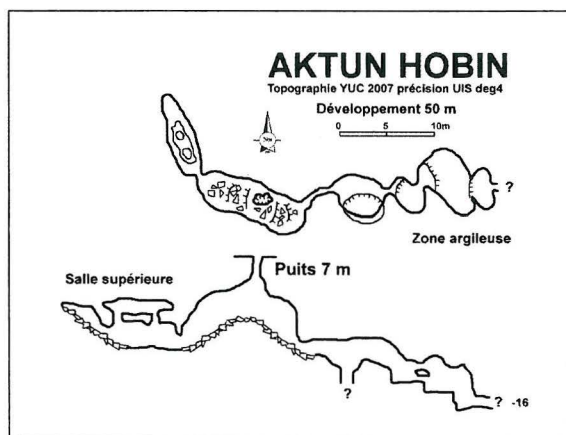 AKTUN HOBIN
Topographie YUC 2007 précision UIS deg4
Développement 50 m
0 5 10m
?
Zone argileuse
Salle supérieure
Puits 7 m
?
? -16